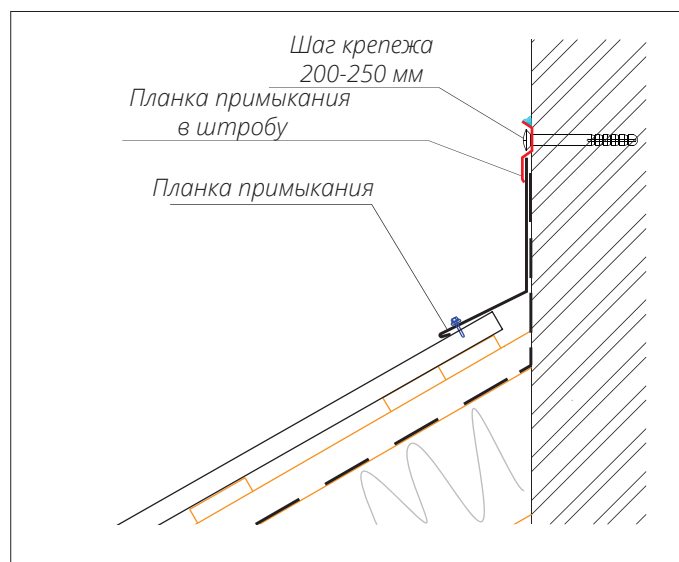 Шаг крепежа
200-250 мм
Планка примыкания
в штробу
Планка примыкания